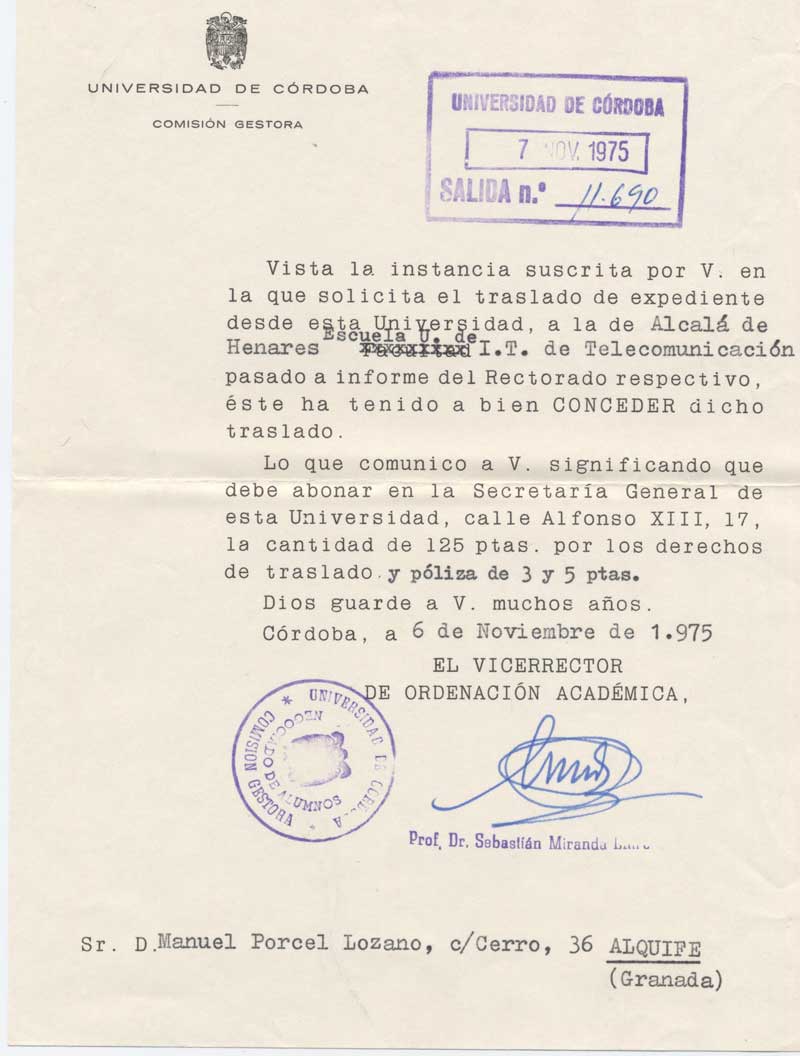 UNIVERSIDAD DE CÓRDOBA
COMISIÓN GESTORA
UNIVERSIDAD DE CÓRDOBA
7 NOV. 1975
SALIDA n.º 11.690
Vista la instancia suscrita por V. en
la que solicita el traslado de expediente
desde esta Universidad, a la de Alcalá de
Escuela U. de
Henares I.T. de Telecomunicación
pasado a informe del Rectorado respectivo,
éste ha tenido a bien CONCEDER dicho
traslado.
Lo que comunico a V. significando que
debe abonar en la Secretaría General de
esta Universidad, calle Alfonso XIII, 17,
la cantidad de 125 ptas. por los derechos
de traslado. y póliza de 3 y 5 ptas.
Dios guarde a V. muchos años.
Córdoba, a 6 de Noviembre de 1.975
EL VICERRECTOR
DE ORDENACIÓN ACADÉMICA,
UNIVERSIDAD DE
COMISION GESTORA
NEGOCIADO DE ALUMNOS
Prof. Dr. Sebastián Miranda
Sr. D. Manuel Porcel Lozano, c/Cerro, 36 ALQUIFE
(Granada)